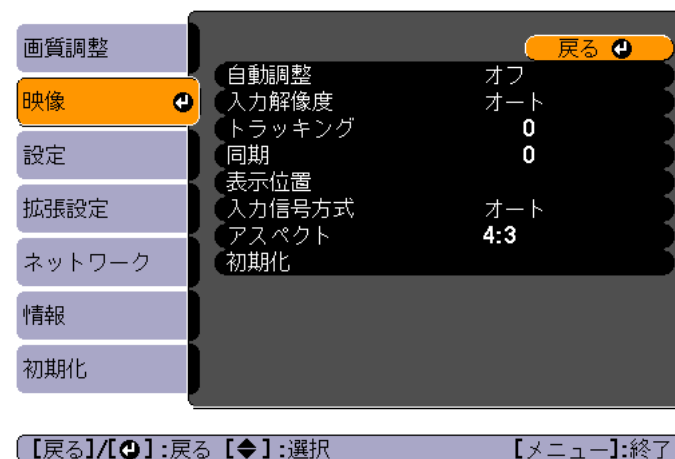 画質調整
映像
設定
拡張設定
ネットワーク
情報
初期化
戻る
自動調整 オフ
入力解像度 オート
トラッキング 0
同期 0
表示位置
入力信号方式 オート
アスペクト 4:3
初期化
【戻る】/【】:戻る 【◆】:選択 【メニュー】:終了